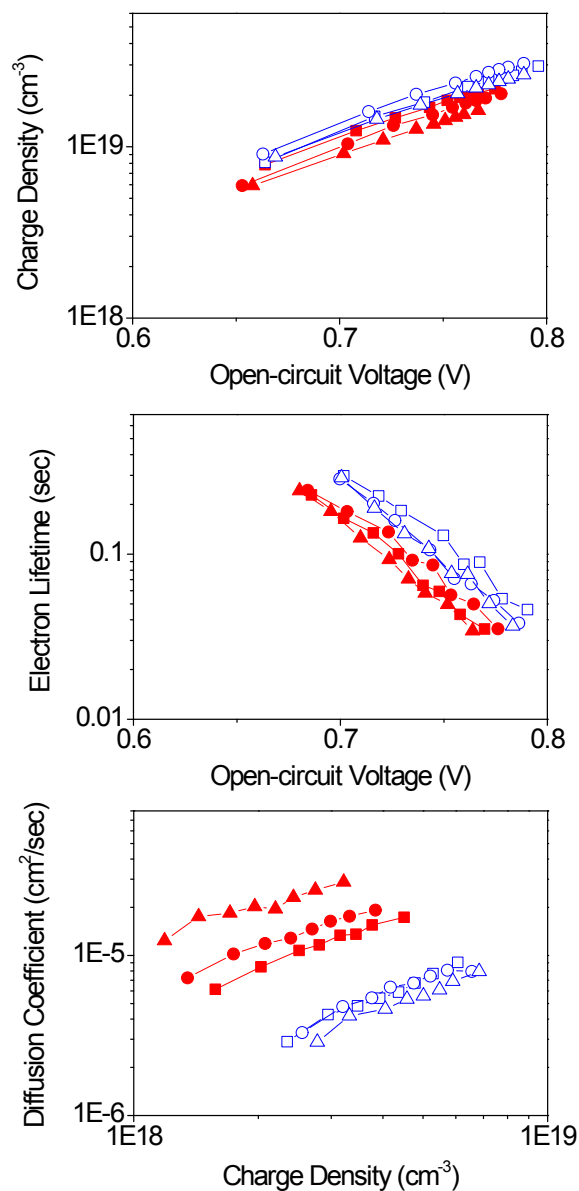 Charge Density (cm⁻³)
1E19
1E18
0.6 0.7 0.8
Open-circuit Voltage (V)
Electron Lifetime (sec)
0.1
0.01
0.6 0.7 0.8
Open-circuit Voltage (V)
Diffusion Coefficient (cm²/sec)
1E-5
1E-6
1E18 1E19
Charge Density (cm⁻³)